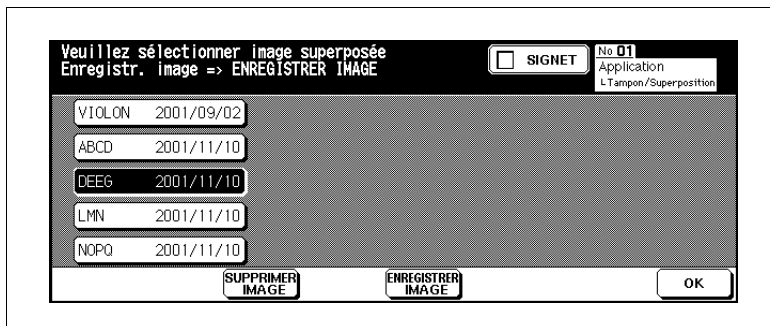 Veuillez sélectionner image superposée
Enregistr. image => ENREGISTRER IMAGE
SIGNET
No 01
Application
└Tampon/Superposition
VIOLON 2001/09/02
ABCD 2001/11/10
DEEG 2001/11/10
LMN 2001/11/10
NOPQ 2001/11/10
SUPPRIMER
IMAGE
ENREGISTRER
IMAGE
OK